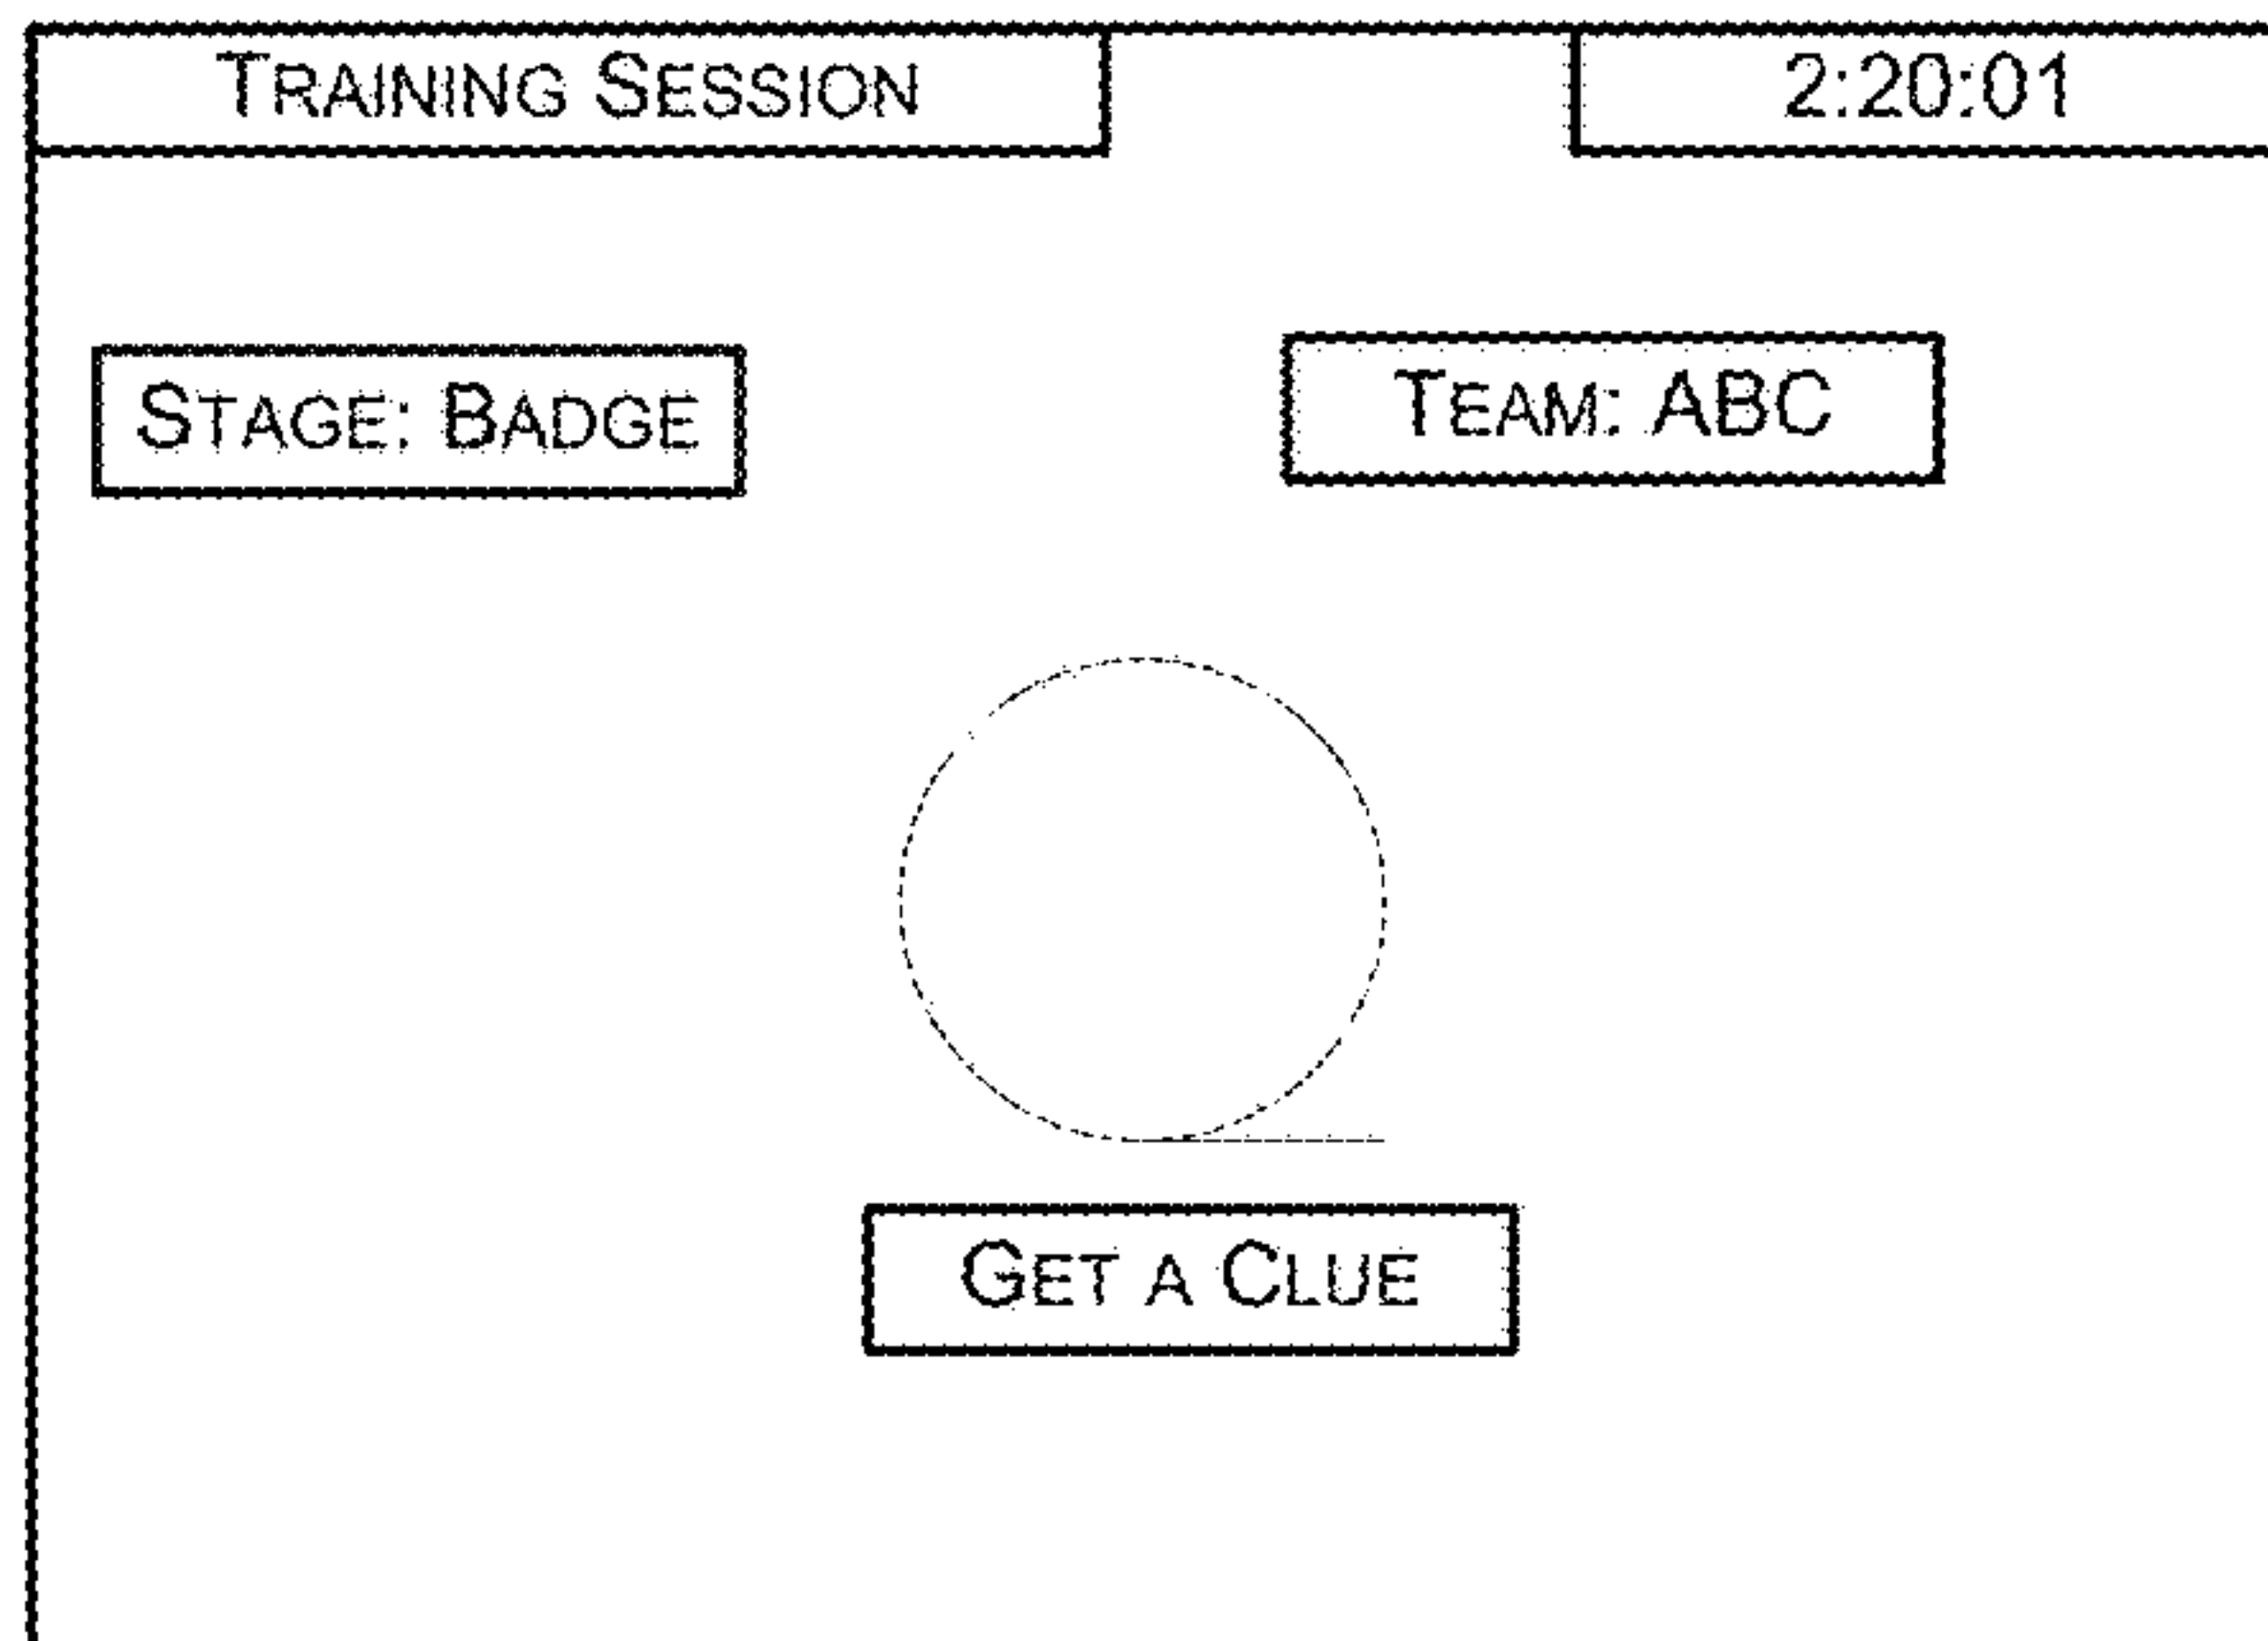 TRAINING SESSION
2:20:01
STAGE: BADGE
TEAM: ABC
GET A CLUE